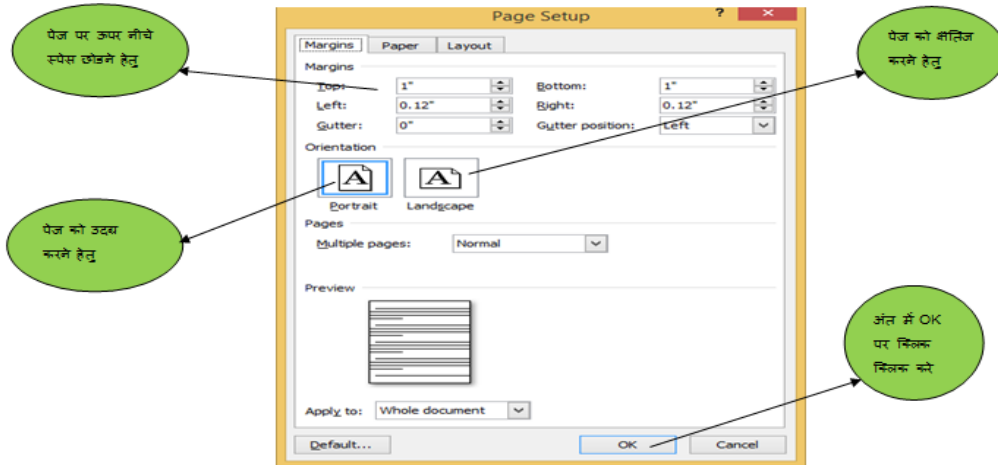 Page Setup
पेज पर ऊपर नीचे
स्पेस छोडने हेतु
पेज को क्षैतिज
करने हेतु
Margins Paper Layout
Margins
Top: 1" Bottom: 1"
Left: 0.12" Right: 0.12"
Gutter: 0" Gutter position: Left
Orientation
Portrait Landscape
पेज को उदग्र
करने हेतु
Pages
Multiple pages: Normal
Preview
अंत में OK
पर क्लिक
क्लिक करे
Apply to: Whole document
Default... OK Cancel